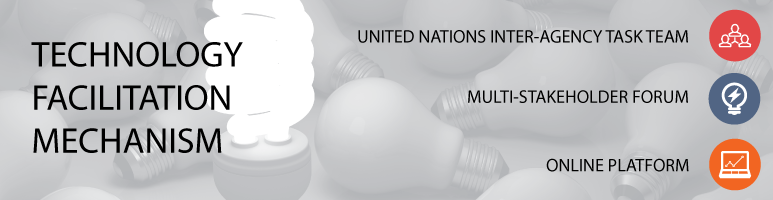 TECHNOLOGY
FACILITATION
MECHANISM
UNITED NATIONS INTER-AGENCY TASK TEAM
MULTI-STAKEHOLDER FORUM
ONLINE PLATFORM